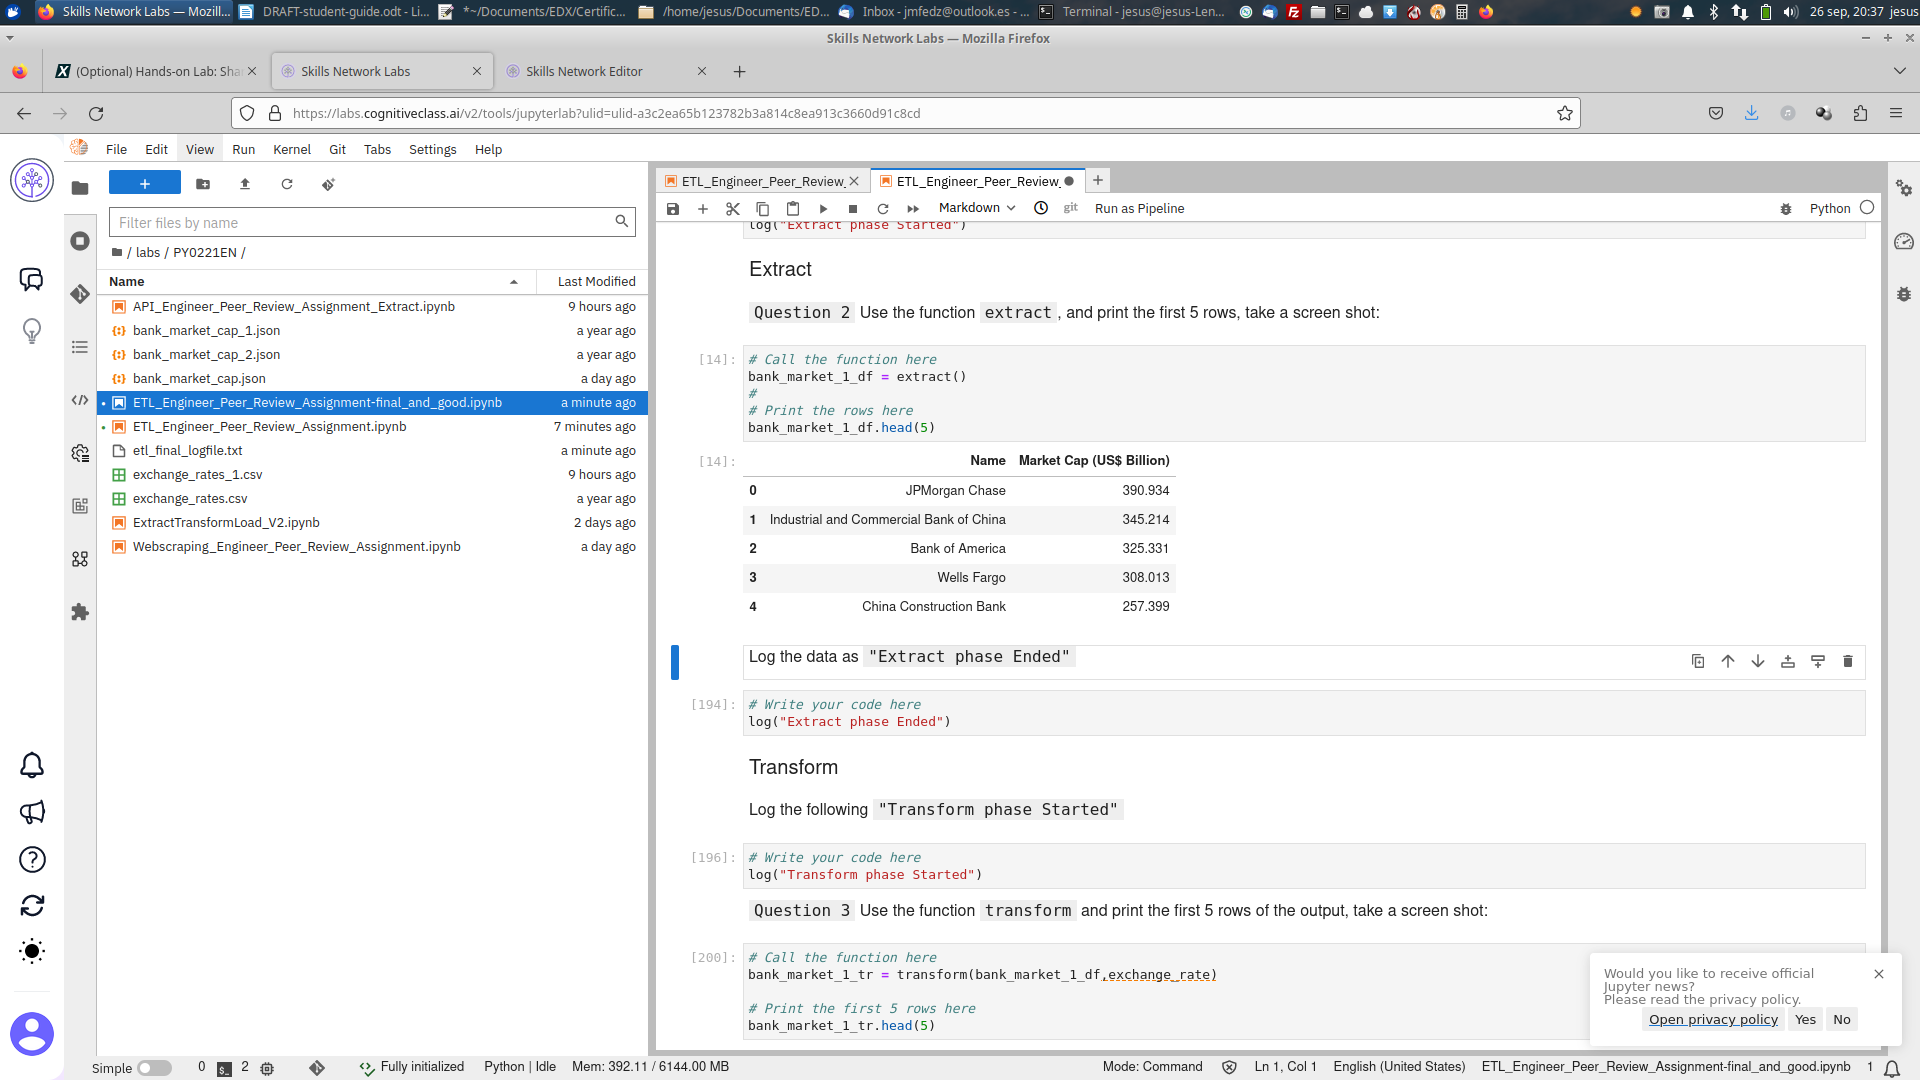 Skills Network Labs — Mozill...
DRAFT-student-guide.odt - Li...
*~/Documents/EDX/Certific...
/home/jesus/Documents/ED...
Inbox - jmfedz@outlook.es - ...
Terminal - jesus@jesus-Len...
26 sep, 20:37 jesus
Skills Network Labs — Mozilla Firefox
(Optional) Hands-on Lab: Sha
Skills Network Labs
Skills Network Editor
https://labs.cognitiveclass.ai/v2/tools/jupyterlab?ulid=ulid-a3c2ea65b123782b3a814c8ea913c3660d91c8cd
File Edit View Run Kernel Git Tabs Settings Help
+
Filter files by name
/ labs / PY0221EN /
Name Last Modified
API_Engineer_Peer_Review_Assignment_Extract.ipynb 9 hours ago
bank_market_cap_1.json a year ago
bank_market_cap_2.json a year ago
bank_market_cap.json a day ago
ETL_Engineer_Peer_Review_Assignment-final_and_good.ipynb a minute ago
ETL_Engineer_Peer_Review_Assignment.ipynb 7 minutes ago
etl_final_logfile.txt a minute ago
exchange_rates_1.csv 9 hours ago
exchange_rates.csv a year ago
ExtractTransformLoad_V2.ipynb 2 days ago
Webscraping_Engineer_Peer_Review_Assignment.ipynb a day ago
ETL_Engineer_Peer_Review_
ETL_Engineer_Peer_Review_
Markdown git Run as Pipeline Python
log("Extract phase Started")
Extract
Question 2 Use the function extract , and print the first 5 rows, take a screen shot:
[14]: # Call the function here
bank_market_1_df = extract()
#
# Print the rows here
bank_market_1_df.head(5)
[14]: Name Market Cap (US$ Billion)
0 JPMorgan Chase 390.934
1 Industrial and Commercial Bank of China 345.214
2 Bank of America 325.331
3 Wells Fargo 308.013
4 China Construction Bank 257.399
Log the data as "Extract phase Ended"
[194]: # Write your code here
log("Extract phase Ended")
Transform
Log the following "Transform phase Started"
[196]: # Write your code here
log("Transform phase Started")
Question 3 Use the function transform and print the first 5 rows of the output, take a screen shot:
[200]: # Call the function here
bank_market_1_tr = transform(bank_market_1_df,exchange_rate)
# Print the first 5 rows here
bank_market_1_tr.head(5)
Would you like to receive official
Jupyter news?
Please read the privacy policy.
Open privacy policy Yes No
Simple 0 2 Fully initialized Python | Idle Mem: 392.11 / 6144.00 MB Mode: Command Ln 1, Col 1 English (United States) ETL_Engineer_Peer_Review_Assignment-final_and_good.ipynb 1